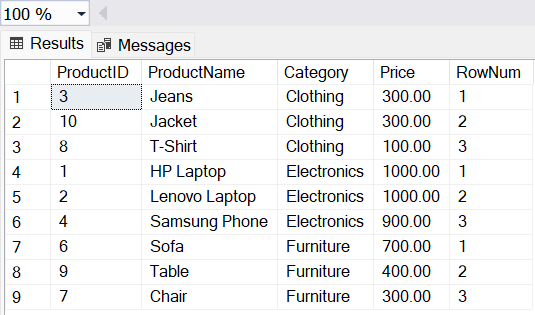 100 %
Results Messages
ProductID ProductName Category Price RowNum
1 3 Jeans Clothing 300.00 1
2 10 Jacket Clothing 300.00 2
3 8 T-Shirt Clothing 100.00 3
4 1 HP Laptop Electronics 1000.00 1
5 2 Lenovo Laptop Electronics 1000.00 2
6 4 Samsung Phone Electronics 900.00 3
7 6 Sofa Furniture 700.00 1
8 9 Table Furniture 400.00 2
9 7 Chair Furniture 300.00 3